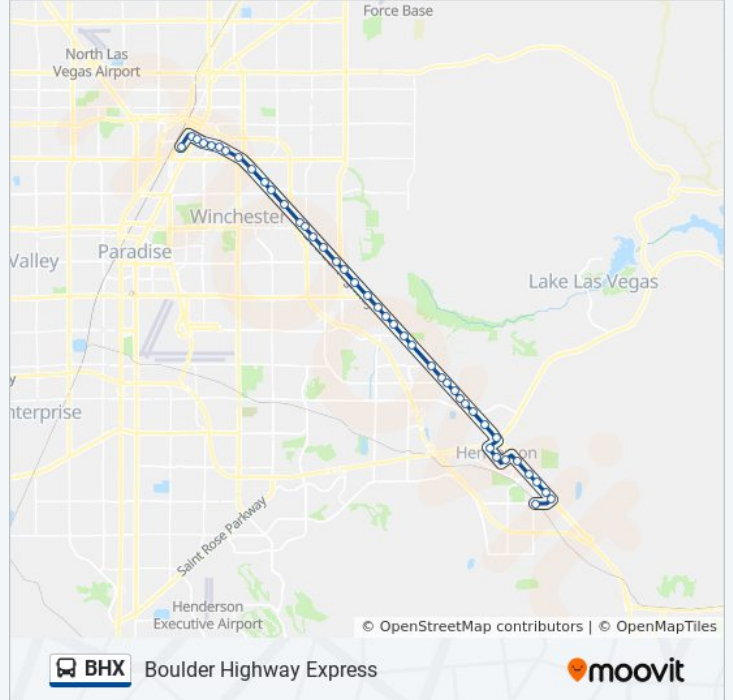 Force Base
North Las
Vegas Airport
Winchester
Paradise
Valley
Lake Las Vegas
y
nterprise
Henderson
Saint Rose Parkway
Henderson
Executive Airport
© OpenStreetMap contributors | © OpenMapTiles
BHX Boulder Highway Express moovit